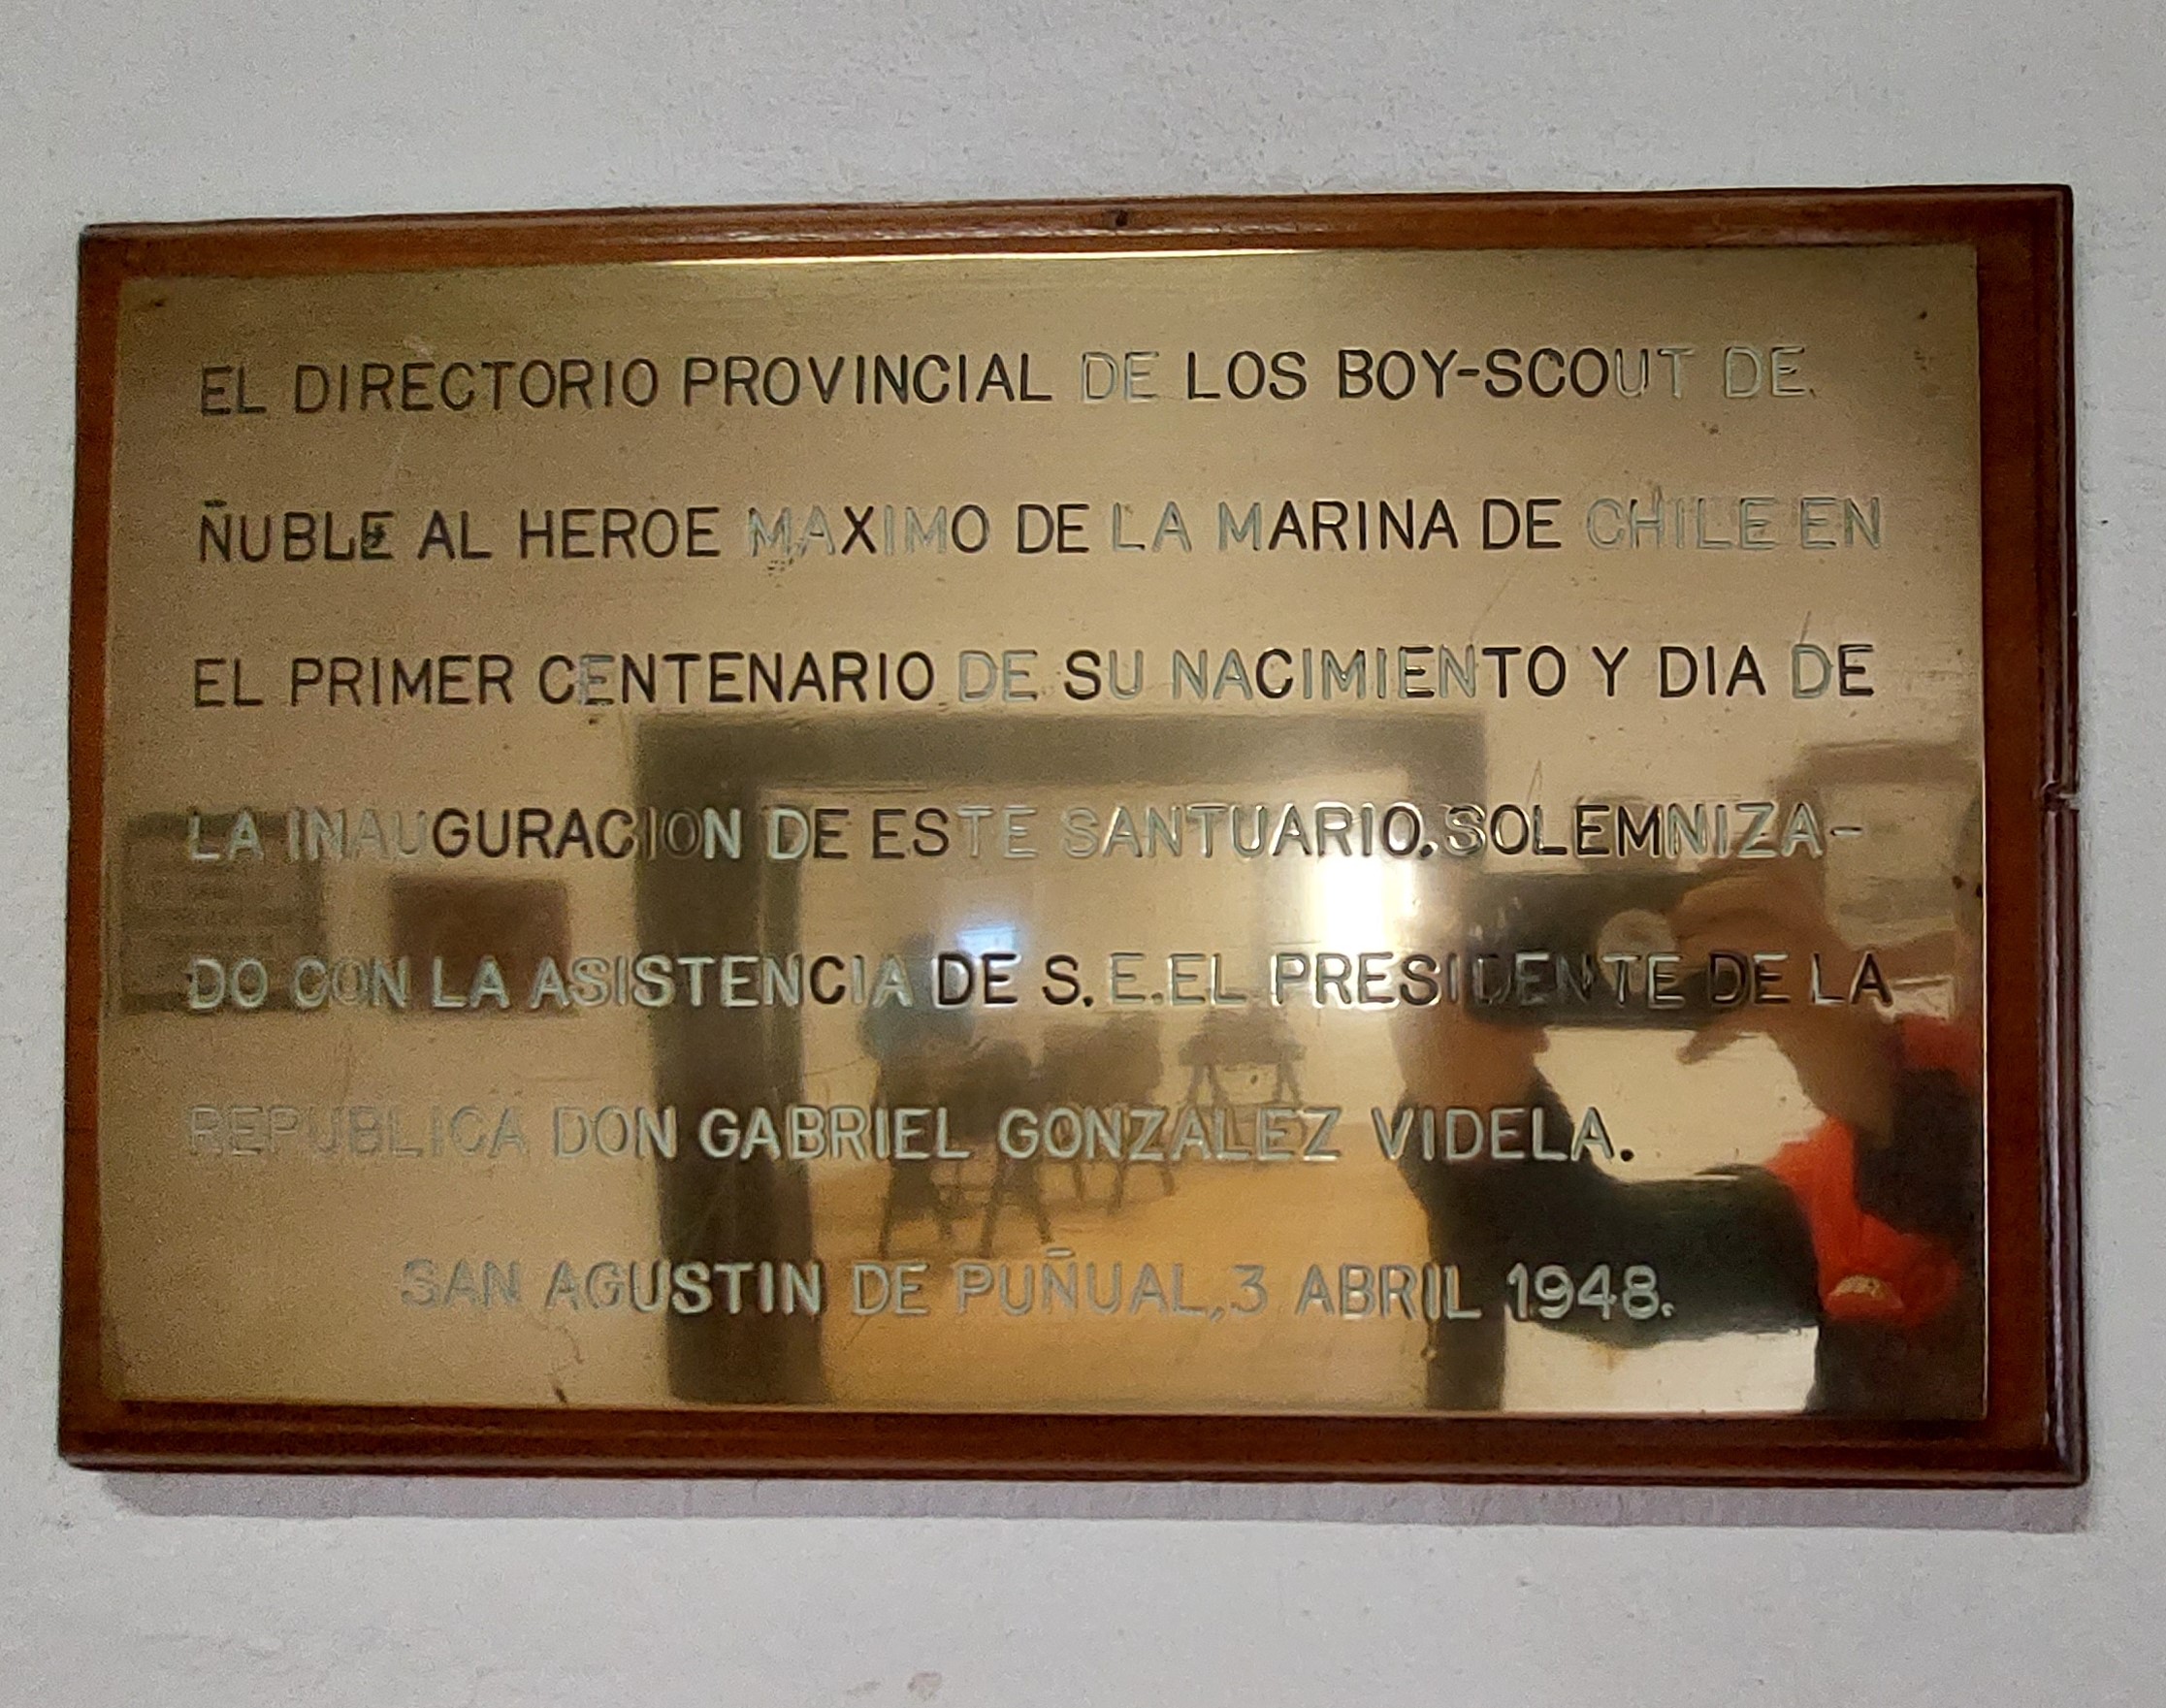 EL DIRECTORIO PROVINCIAL DE LOS BOY-SCOUT DE
ÑUBLE AL HEROE MAXIMO DE LA MARINA DE CHILE EN
EL PRIMER CENTENARIO DE SU NACIMIENTO Y DIA DE
LA INAUGURACION DE ESTE SANTUARIO.SOLEMNIZA-
DO CON LA ASISTENCIA DE S.E.EL PRESIDENTE DE LA
REPUBLICA DON GABRIEL GONZALEZ VIDELA.
SAN AGUSTIN DE PUÑUAL,3 ABRIL 1948.